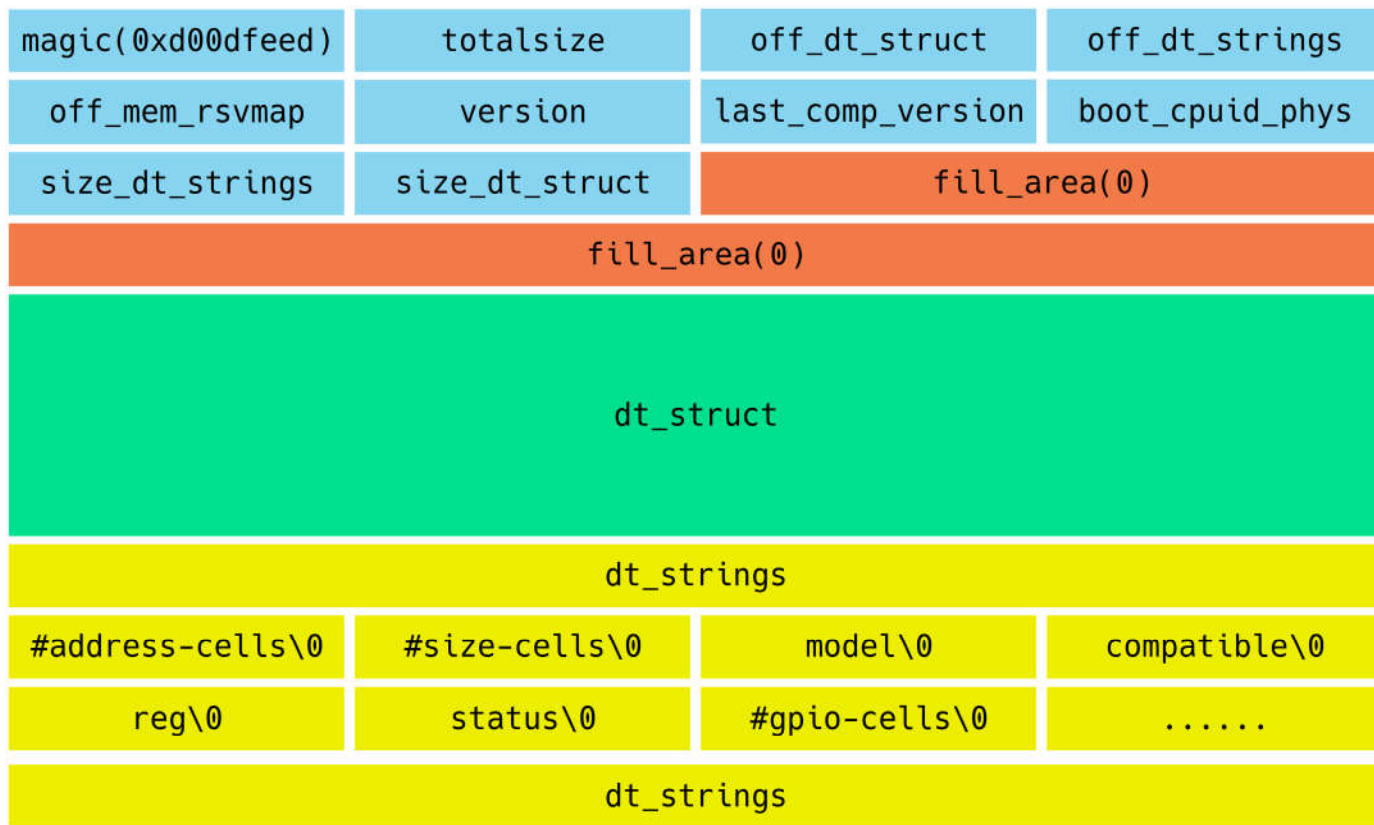 magic(0xd00dfeed) totalsize off_dt_struct off_dt_strings
off_mem_rsvmap version last_comp_version boot_cpuid_phys
size_dt_strings size_dt_struct fill_area(0)
fill_area(0)
dt_struct
dt_strings
#address-cells\0 #size-cells\0 model\0 compatible\0
reg\0 status\0 #gpio-cells\0 ......
dt_strings